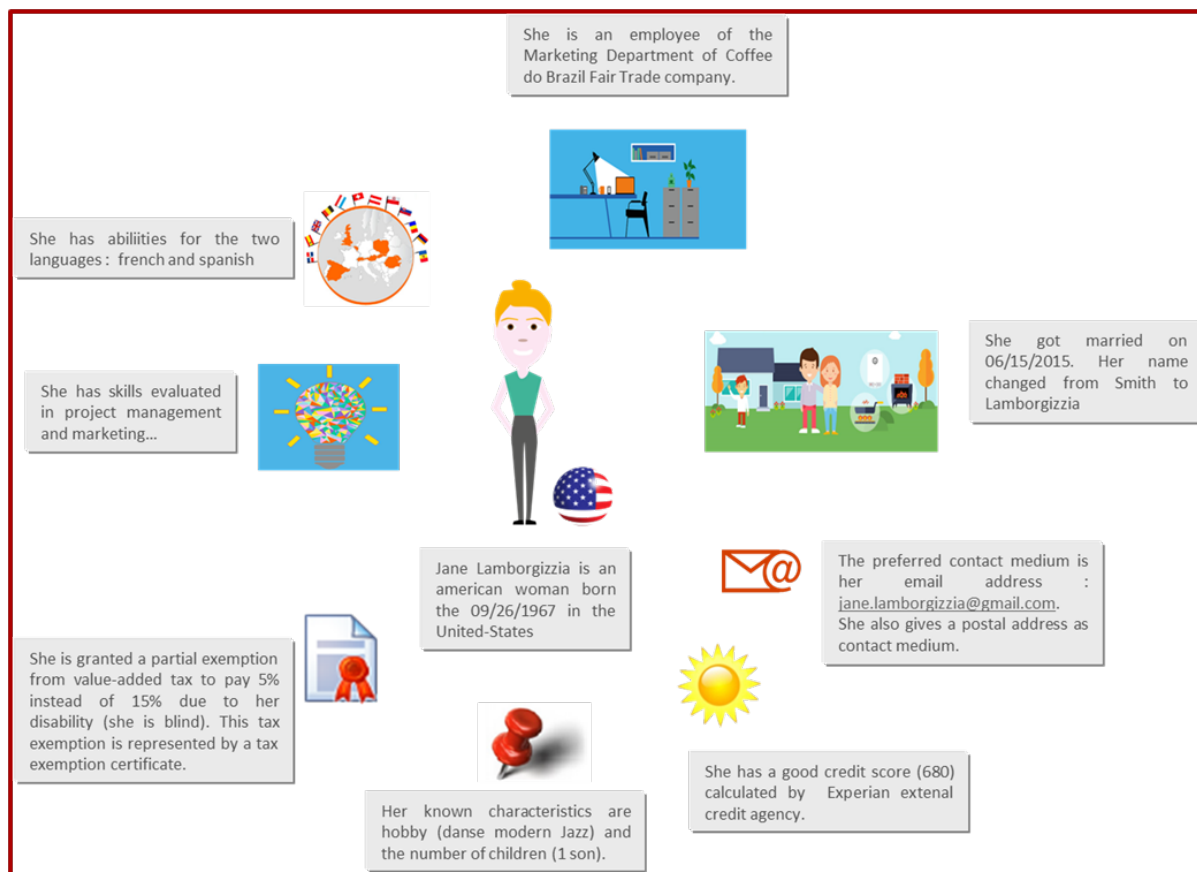 She is an employee of the
Marketing Department of Coffee
do Brazil Fair Trade company.
She has abiliities for the two
languages : french and spanish
She got married on
06/15/2015. Her name
changed from Smith to
Lamborgizzia
She has skills evaluated
in project management
and marketing...
Jane Lamborgizzia is an
american woman born
the 09/26/1967 in the
United-States
The preferred contact medium is
her email address :
jane.lamborgizzia@gmail.com.
She also gives a postal address as
contact medium.
She is granted a partial exemption
from value-added tax to pay 5%
instead of 15% due to her
disability (she is blind). This tax
exemption is represented by a tax
exemption certificate.
She has a good credit score (680)
calculated by Experian extenal
credit agency.
Her known characteristics are
hobby (danse modern Jazz) and
the number of children (1 son).